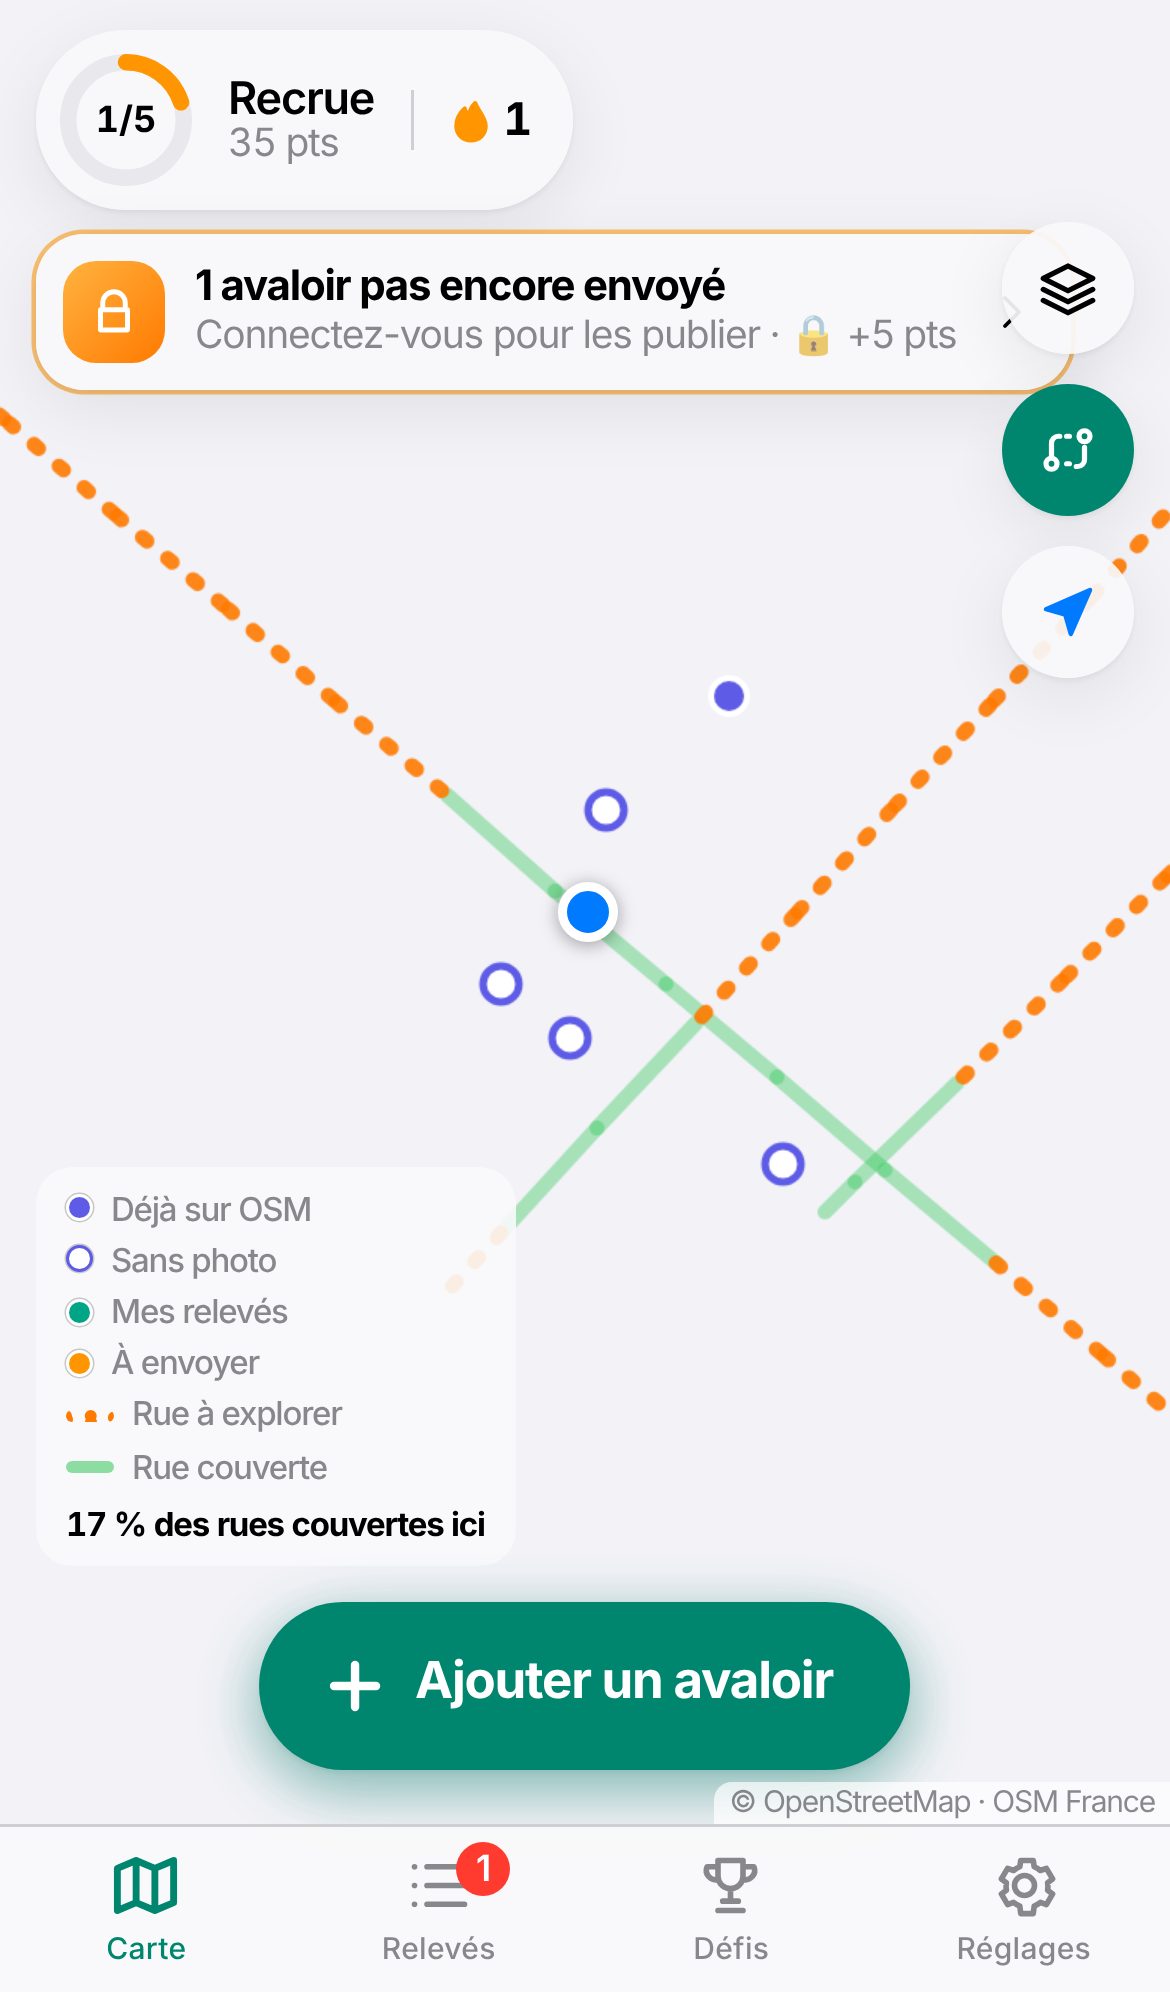 1/5
Recrue
35 pts
1
1 avaloir pas encore envoyé
Connectez-vous pour les publier · 🔒 +5 pts
Déjà sur OSM
Sans photo
Mes relevés
À envoyer
Rue à explorer
Rue couverte
17 % des rues couvertes ici
Ajouter un avaloir
© OpenStreetMap · OSM France
1
Carte
Relevés
Défis
Réglages